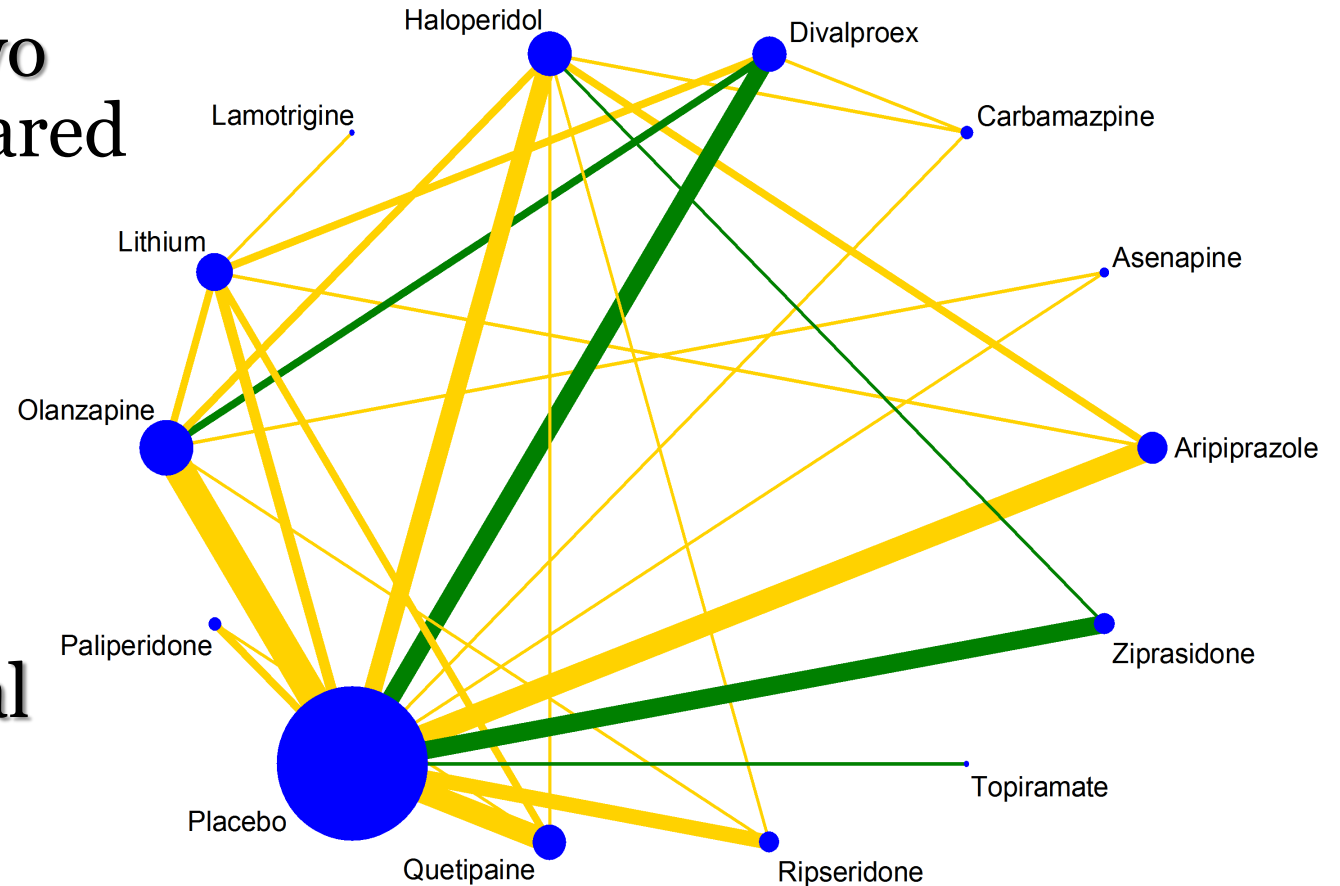 Haloperidol
Divalproex
Lamotrigine
Carbamazpine
Lithium
Asenapine
Olanzapine
Aripiprazole
Paliperidone
Ziprasidone
Topiramate
Placebo
Quetipaine
Ripseridone